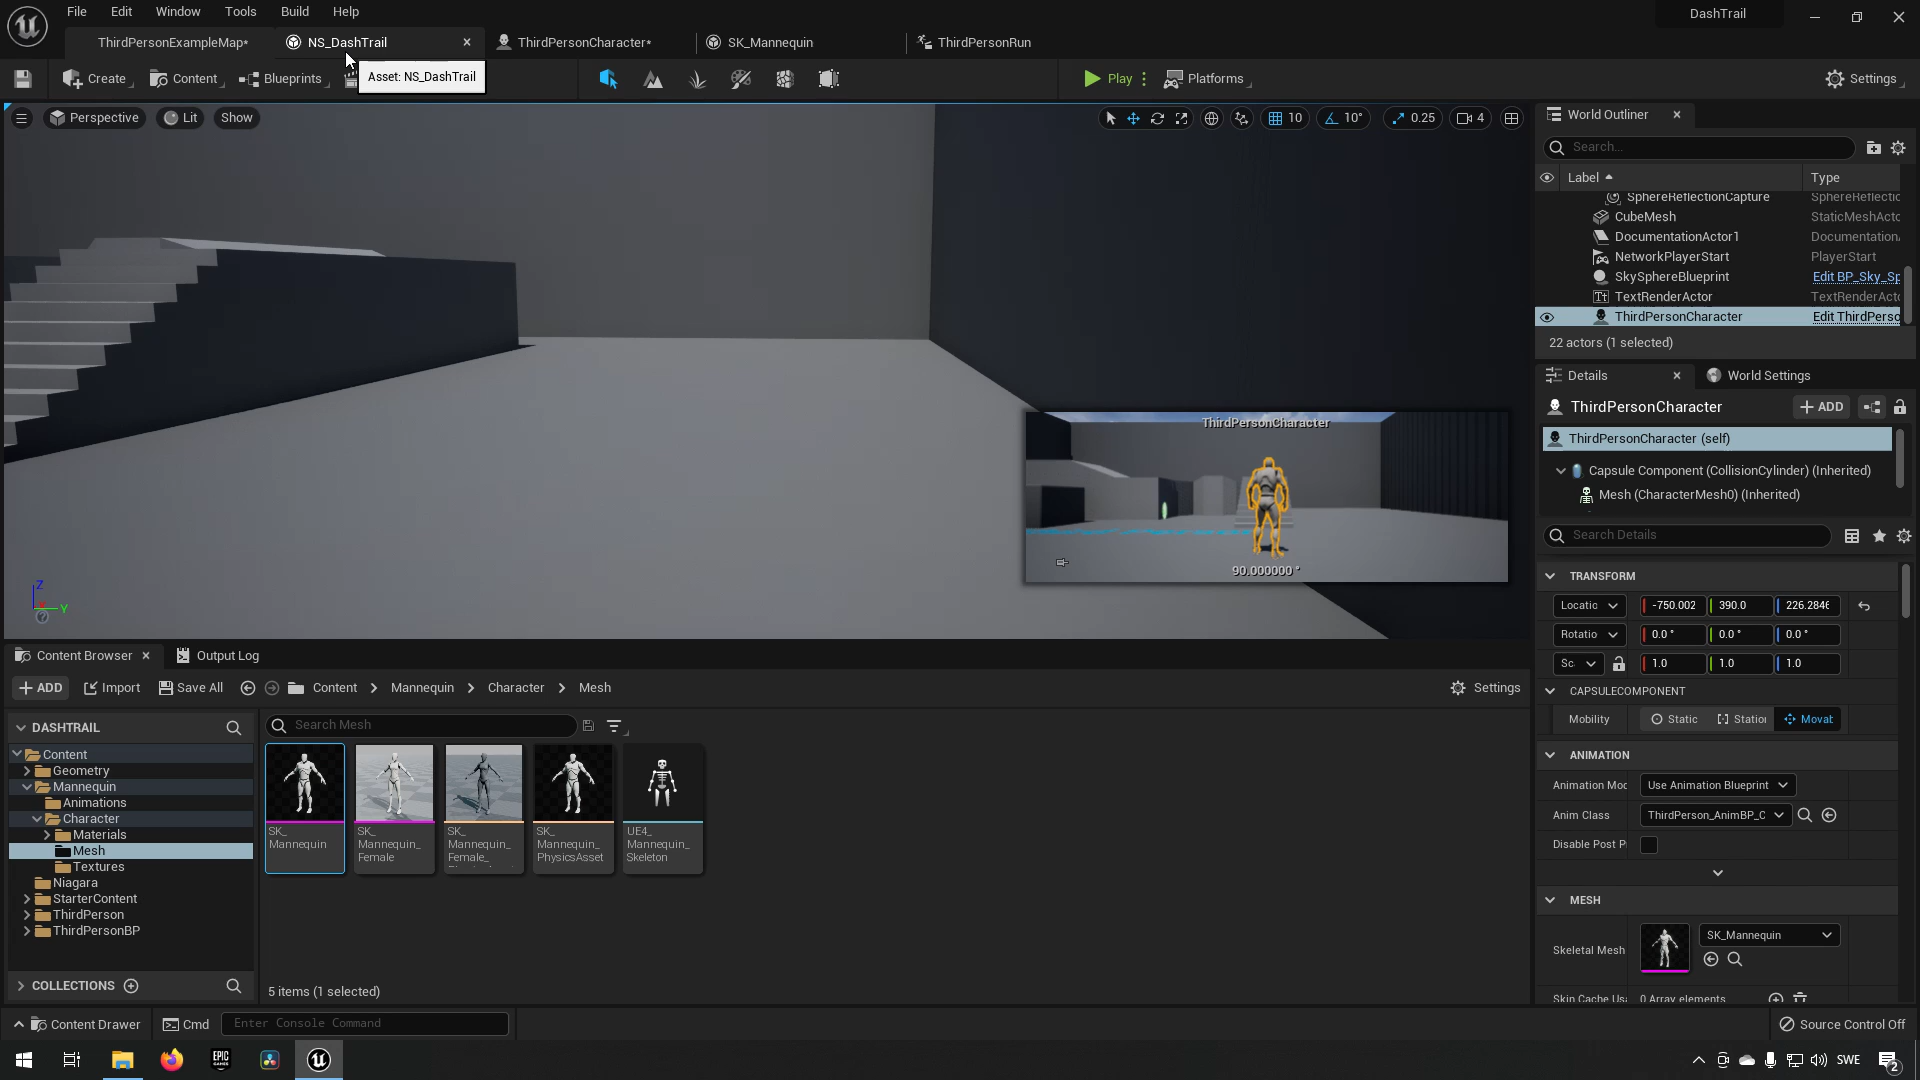 File Edit Window Tools Build Help
DashTrail
ThirdPersonExampleMap* NS_DashTrail ThirdPersonCharacter* SK_Mannequin ThirdPersonRun
Create Content Blueprints Play Platforms Settings
Asset: NS_DashTrail
Perspective Lit Show 10 10° 0.25 4
ThirdPersonCharacter
90.000000 °
Z
Y
World Outliner
Search...
Label Type
SphereReflectionCapture SphereReflectic
CubeMesh StaticMeshActo
DocumentationActor1 Documentation
NetworkPlayerStart PlayerStart
SkySphereBlueprint Edit BP_Sky_Sp
TextRenderActor TextRenderActo
ThirdPersonCharacter Edit ThirdPerso
22 actors (1 selected)
Details World Settings
ThirdPersonCharacter ADD
ThirdPersonCharacter (self)
Capsule Component (CollisionCylinder) (Inherited)
Mesh (CharacterMesh0) (Inherited)
Search Details
TRANSFORM
Locatic -750.002 390.0 226.2846
Rotatio 0.0 ° 0.0 ° 0.0 °
Sc 1.0 1.0 1.0
CAPSULECOMPONENT
Mobility Static Station Movab
ANIMATION
Animation Mod Use Animation Blueprint
Anim Class ThirdPerson_AnimBP_C
Disable Post P
MESH
Skeletal Mesh SK_Mannequin
Skin Cache Usa 0 Array elements
Content Browser Output Log
ADD Import Save All Content Mannequin Character Mesh Settings
DASHTRAIL
Search Mesh
Content
Geometry
Mannequin
Animations
Character
Materials
Mesh
Textures
Niagara
StarterContent
ThirdPerson
ThirdPersonBP
SK_
Mannequin
SK_
Mannequin_
Female
SK_
Mannequin_
Female_
SK_
Mannequin_
PhysicsAsset
UE4_
Mannequin_
Skeleton
COLLECTIONS
5 items (1 selected)
Content Drawer Cmd Enter Console Command Source Control Off
EPIC
GAMES
SWE
2